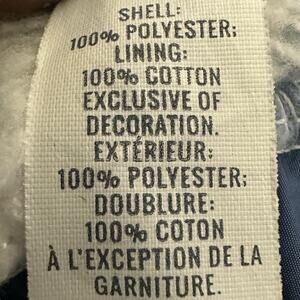 SHELL:
100% POLYESTER;
LINING:
100% COTTON
EXCLUSIVE OF
DECORATION.
EXTÉRIEUR:
100% POLYESTER;
DOUBLURE:
100% COTON
À L'EXCEPTION DE LA
GARNITURE.